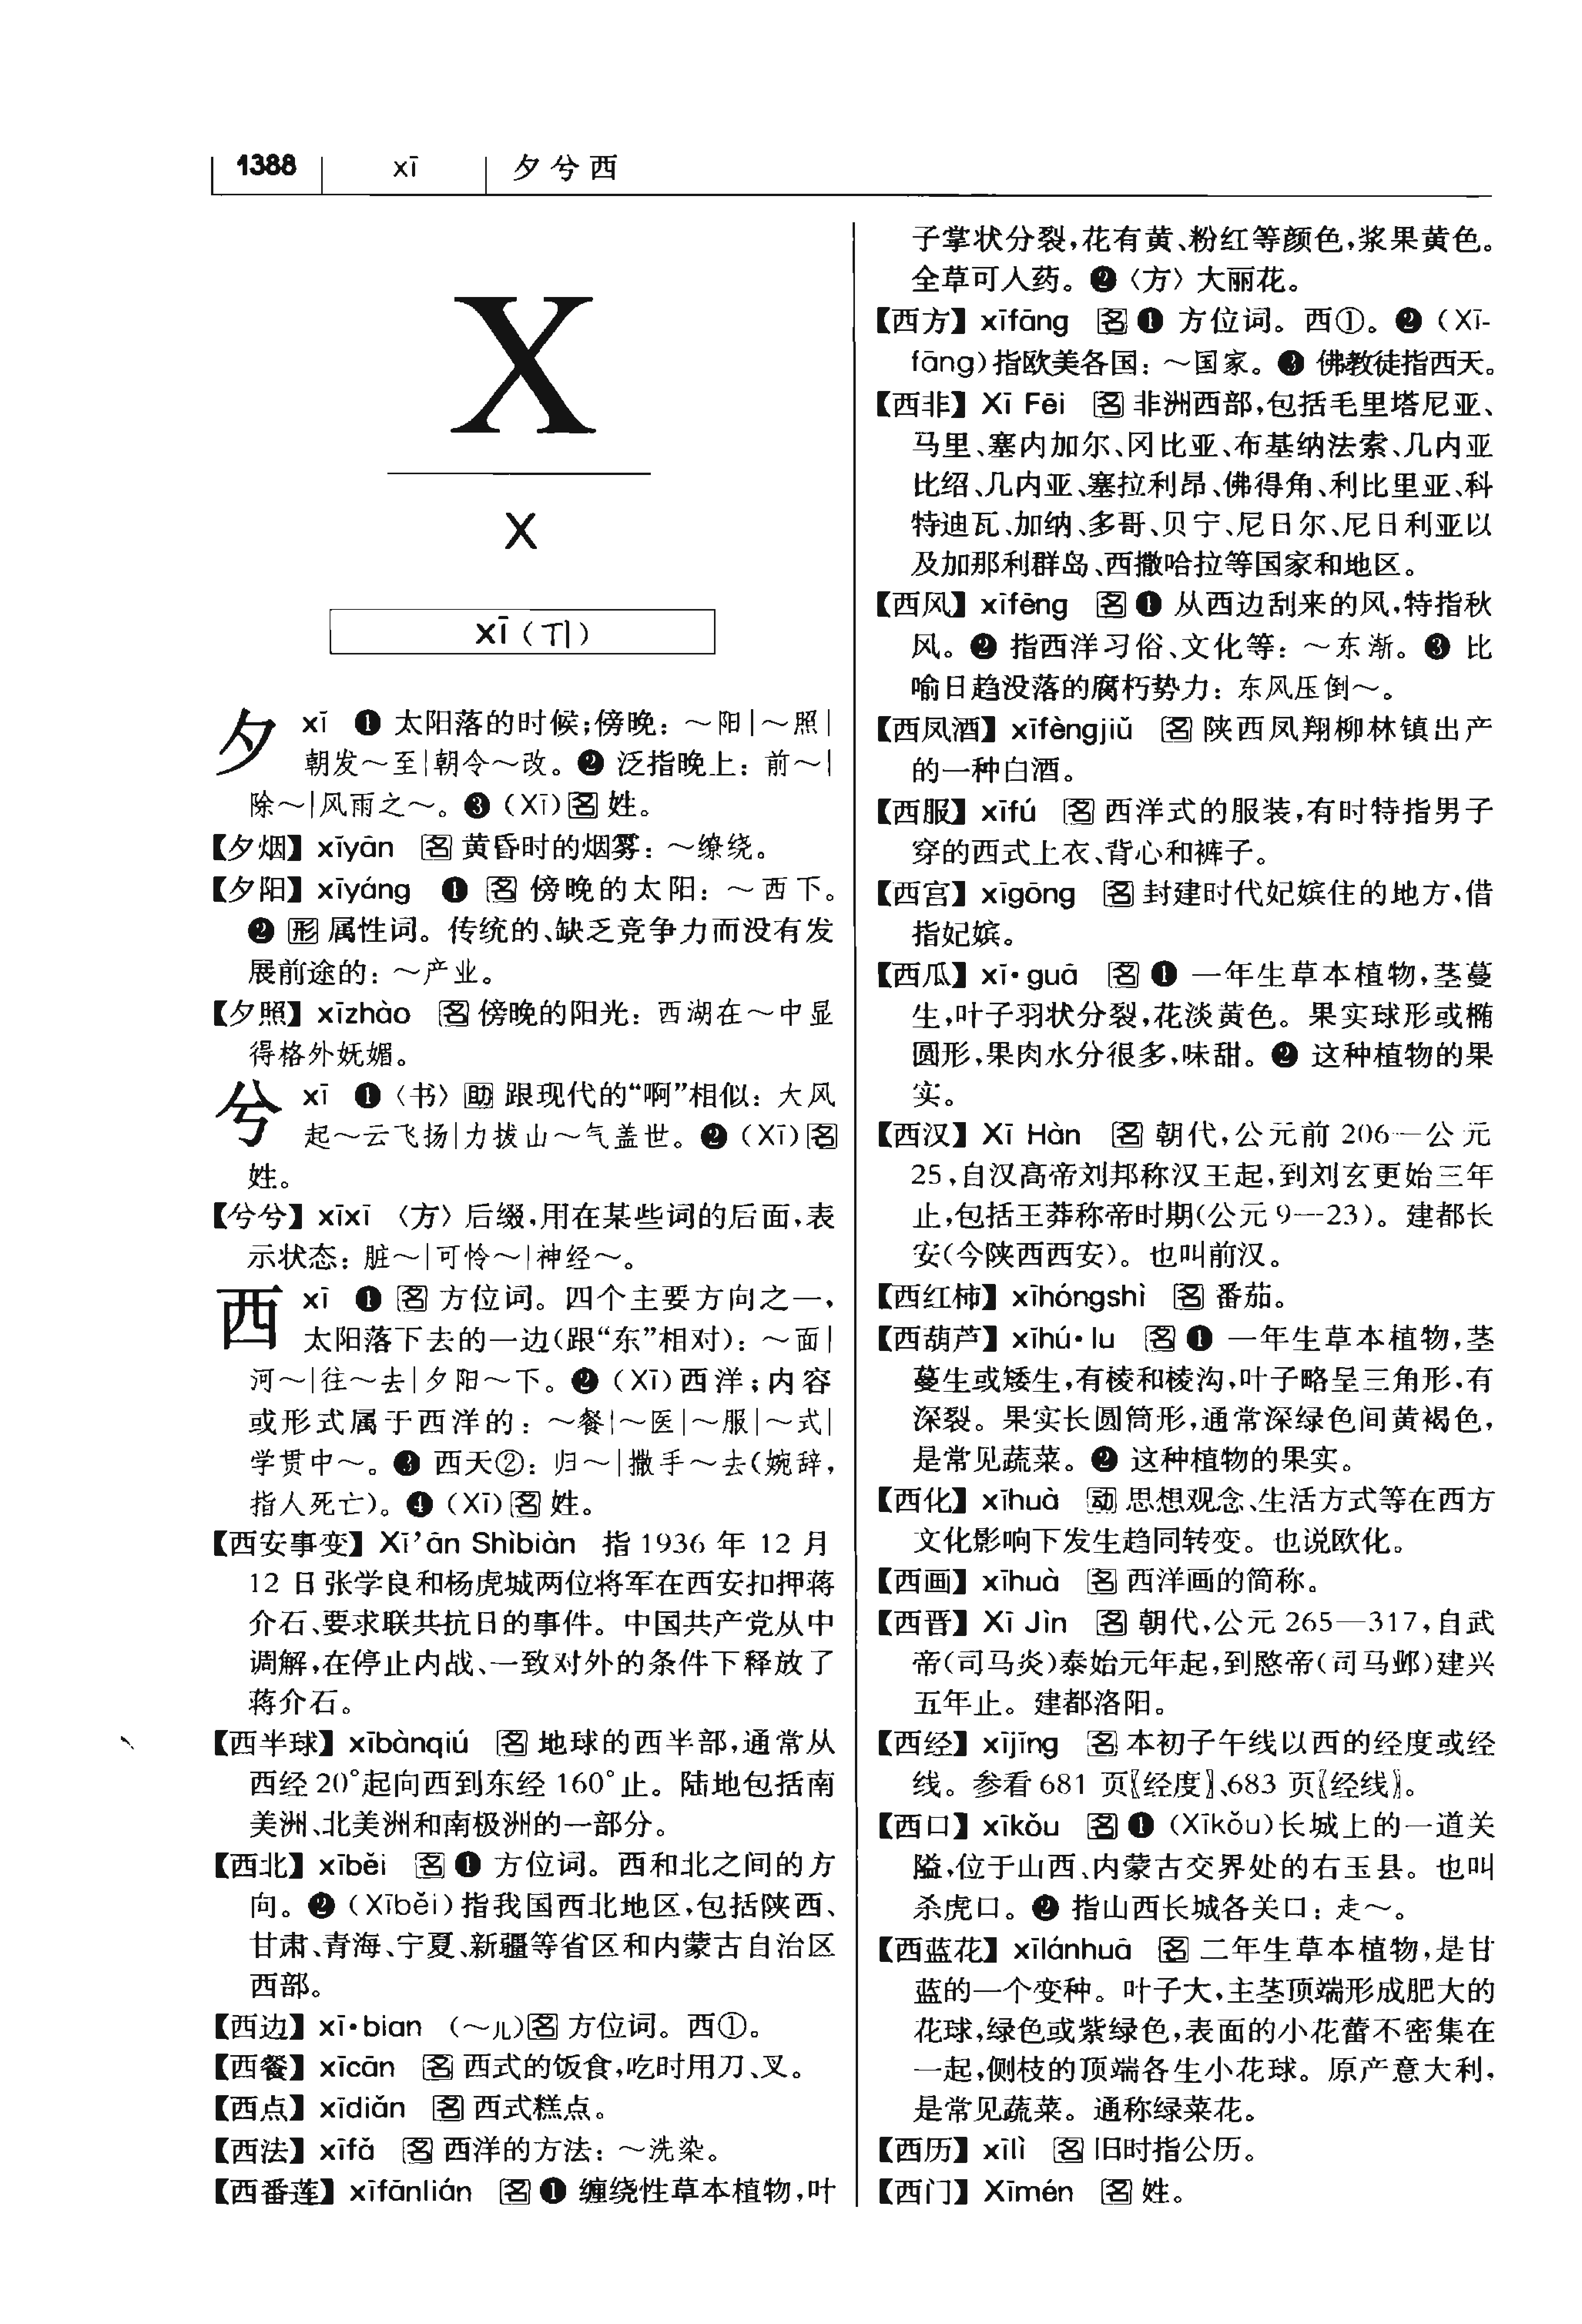 1388 xī 夕兮西
X
X
xī(ㄒㄧ)
夕 xī ❶ 太阳落的时候;傍晚：～阳|～照|
朝发～至|朝令～改。❷ 泛指晚上：前～|
除～|风雨之～。❸（Xī）[名] 姓。
【夕烟】xīyān [名] 黄昏时的烟雾：～缭绕。
【夕阳】xīyáng ❶ [名] 傍晚的太阳：～西下。
❷ [形] 属性词。传统的、缺乏竞争力而没有发
展前途的：～产业。
【夕照】xīzhào [名] 傍晚的阳光：西湖在～中显
得格外妩媚。
兮 xī ❶〈书〉[助] 跟现代的“啊”相似：大风
起～云飞扬|力拔山～气盖世。❷（Xī）[名]
姓。
【兮兮】xīxī〈方〉后缀,用在某些词的后面,表
示状态：脏～|可怜～|神经～。
西 xī ❶ [名] 方位词。四个主要方向之一,
太阳落下去的一边(跟“东”相对)：～面|
河～|往～去|夕阳～下。❷（Xī）西洋;内容
或形式属于西洋的：～餐|～医|～服|～式|
学贯中～。❸ 西天②：归～|撒手～去(婉辞,
指人死亡)。❹（Xī）[名] 姓。
【西安事变】Xī’ān Shìbiàn 指 1936 年 12 月
12 日张学良和杨虎城两位将军在西安扣押蒋
介石、要求联共抗日的事件。中国共产党从中
调解,在停止内战、一致对外的条件下释放了
蒋介石。
【西半球】xībànqiú [名] 地球的西半部,通常从
西经 20°起向西到东经 160°止。陆地包括南
美洲、北美洲和南极洲的一部分。
【西北】xīběi [名] ❶ 方位词。西和北之间的方
向。❷（Xīběi）指我国西北地区,包括陕西、
甘肃、青海、宁夏、新疆等省区和内蒙古自治区
西部。
【西边】xī·bian （～儿)[名] 方位词。西①。
【西餐】xīcān [名] 西式的饭食,吃时用刀、叉。
【西点】xīdiǎn [名] 西式糕点。
【西法】xīfǎ [名] 西洋的方法：～洗染。
【西番莲】xīfānlián [名] ❶ 缠绕性草本植物,叶
子掌状分裂,花有黄、粉红等颜色,浆果黄色。
全草可入药。❷〈方〉大丽花。
【西方】xīfāng [名] ❶ 方位词。西①。❷（Xī-
fāng）指欧美各国：～国家。❸ 佛教徒指西天。
【西非】Xī Fēi [名] 非洲西部,包括毛里塔尼亚、
马里、塞内加尔、冈比亚、布基纳法索、几内亚
比绍、几内亚、塞拉利昂、佛得角、利比里亚、科
特迪瓦、加纳、多哥、贝宁、尼日尔、尼日利亚以
及加那利群岛、西撒哈拉等国家和地区。
【西风】xīfēng [名] ❶ 从西边刮来的风,特指秋
风。❷ 指西洋习俗、文化等：～东渐。❸ 比
喻日趋没落的腐朽势力：东风压倒～。
【西凤酒】xīfèngjiǔ [名] 陕西凤翔柳林镇出产
的一种白酒。
【西服】xīfú [名] 西洋式的服装,有时特指男子
穿的西式上衣、背心和裤子。
【西宫】xīgōng [名] 封建时代妃嫔住的地方,借
指妃嫔。
【西瓜】xī·guā [名] ❶ 一年生草本植物,茎蔓
生,叶子羽状分裂,花淡黄色。果实球形或椭
圆形,果肉水分很多,味甜。❷ 这种植物的果
实。
【西汉】Xī Hàn [名] 朝代,公元前 206—公元
25,自汉高帝刘邦称汉王起,到刘玄更始三年
止,包括王莽称帝时期(公元 9—23)。建都长
安(今陕西西安)。也叫前汉。
【西红柿】xīhóngshì [名] 番茄。
【西葫芦】xīhú·lu [名] ❶ 一年生草本植物,茎
蔓生或矮生,有棱和棱沟,叶子略呈三角形,有
深裂。果实长圆筒形,通常深绿色间黄褐色,
是常见蔬菜。❷ 这种植物的果实。
【西化】xīhuà [动] 思想观念、生活方式等在西方
文化影响下发生趋同转变。也说欧化。
【西画】xīhuà [名] 西洋画的简称。
【西晋】Xī Jìn [名] 朝代,公元 265—317,自武
帝(司马炎)泰始元年起,到愍帝(司马邺)建兴
五年止。建都洛阳。
【西经】xījīng [名] 本初子午线以西的经度或经
线。参看 681 页〖经度〗、683 页〖经线〗。
【西口】xīkǒu [名] ❶（Xīkǒu）长城上的一道关
隘,位于山西、内蒙古交界处的右玉县。也叫
杀虎口。❷ 指山西长城各关口：走～。
【西蓝花】xīlánhuā [名] 二年生草本植物,是甘
蓝的一个变种。叶子大,主茎顶端形成肥大的
花球,绿色或紫绿色,表面的小花蕾不密集在
一起,侧枝的顶端各生小花球。原产意大利,
是常见蔬菜。通称绿菜花。
【西历】xīlì [名] 旧时指公历。
【西门】Xīmén [名] 姓。